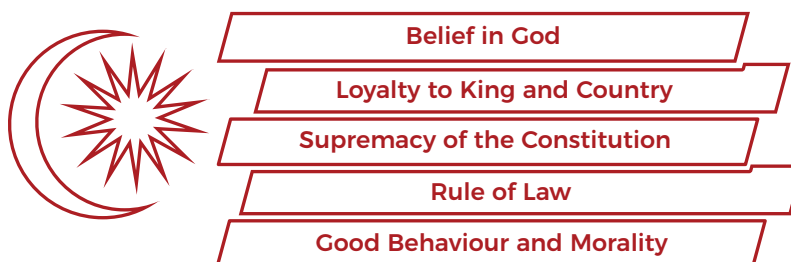 Belief in God
Loyalty to King and Country
Supremacy of the Constitution
Rule of Law
Good Behaviour and Morality